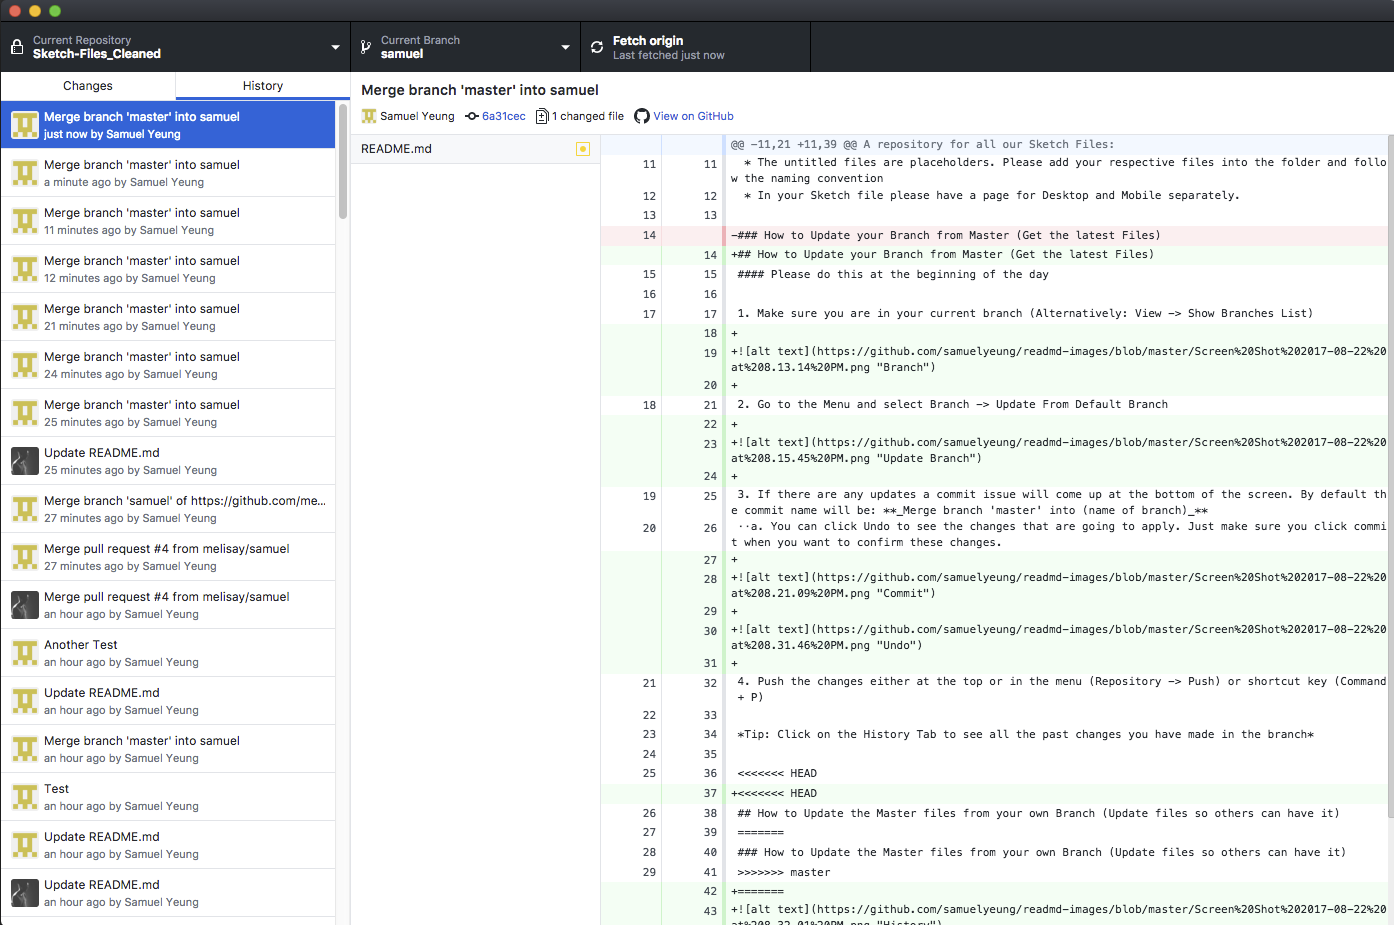 Current Repository
Sketch-Files_Cleaned
Current Branch
samuel
Fetch origin
Last fetched just now
Changes
History
Merge branch 'master' into samuel
just now by Samuel Yeung
Merge branch 'master' into samuel
a minute ago by Samuel Yeung
Merge branch 'master' into samuel
11 minutes ago by Samuel Yeung
Merge branch 'master' into samuel
12 minutes ago by Samuel Yeung
Merge branch 'master' into samuel
21 minutes ago by Samuel Yeung
Merge branch 'master' into samuel
24 minutes ago by Samuel Yeung
Merge branch 'master' into samuel
25 minutes ago by Samuel Yeung
Update README.md
25 minutes ago by Samuel Yeung
Merge branch 'samuel' of https://github.com/me...
27 minutes ago by Samuel Yeung
Merge pull request #4 from melisay/samuel
27 minutes ago by Samuel Yeung
Merge pull request #4 from melisay/samuel
an hour ago by Samuel Yeung
Another Test
an hour ago by Samuel Yeung
Update README.md
an hour ago by Samuel Yeung
Merge branch 'master' into samuel
an hour ago by Samuel Yeung
Test
an hour ago by Samuel Yeung
Update README.md
an hour ago by Samuel Yeung
Update README.md
an hour ago by Samuel Yeung
Merge branch 'master' into samuel
Samuel Yeung 6a31cec 1 changed file View on GitHub
README.md
@@ -11,21 +11,39 @@ A repository for all our Sketch Files:
11 11 * The untitled files are placeholders. Please add your respective files into the folder and follo
w the naming convention
12 12 * In your Sketch file please have a page for Desktop and Mobile separately.
13 13
14 -### How to Update your Branch from Master (Get the latest Files)
14 +## How to Update your Branch from Master (Get the latest Files)
15 15 #### Please do this at the beginning of the day
16 16
17 17 1. Make sure you are in your current branch (Alternatively: View -> Show Branches List)
18 +
19 +![alt text](https://github.com/samuelyeung/readmd-images/blob/master/Screen%20Shot%202017-08-22%20
at%208.13.14%20PM.png "Branch")
20 +
18 21 2. Go to the Menu and select Branch -> Update From Default Branch
22 +
23 +![alt text](https://github.com/samuelyeung/readmd-images/blob/master/Screen%20Shot%202017-08-22%20
at%208.15.45%20PM.png "Update Branch")
24 +
19 25 3. If there are any updates a commit issue will come up at the bottom of the screen. By default th
e commit name will be: **_Merge branch 'master' into (name of branch)_**
20 26 ··a. You can click Undo to see the changes that are going to apply. Just make sure you click commi
t when you want to confirm these changes.
27 +
28 +![alt text](https://github.com/samuelyeung/readmd-images/blob/master/Screen%20Shot%202017-08-22%20
at%208.21.09%20PM.png "Commit")
29 +
30 +![alt text](https://github.com/samuelyeung/readmd-images/blob/master/Screen%20Shot%202017-08-22%20
at%208.31.46%20PM.png "Undo")
31 +
21 32 4. Push the changes either at the top or in the menu (Repository -> Push) or shortcut key (Command
+ P)
22 33
23 34 *Tip: Click on the History Tab to see all the past changes you have made in the branch*
24 35
25 36 <<<<<<< HEAD
37 +<<<<<<< HEAD
26 38 ## How to Update the Master files from your own Branch (Update files so others can have it)
27 39 =======
28 40 ### How to Update the Master files from your own Branch (Update files so others can have it)
29 41 >>>>>>> master
42 +=======
43 +![alt text](https://github.com/samuelyeung/readmd-images/blob/master/Screen%20Shot%202017-08-22%20
at%208.32.01%20PM.png "History")